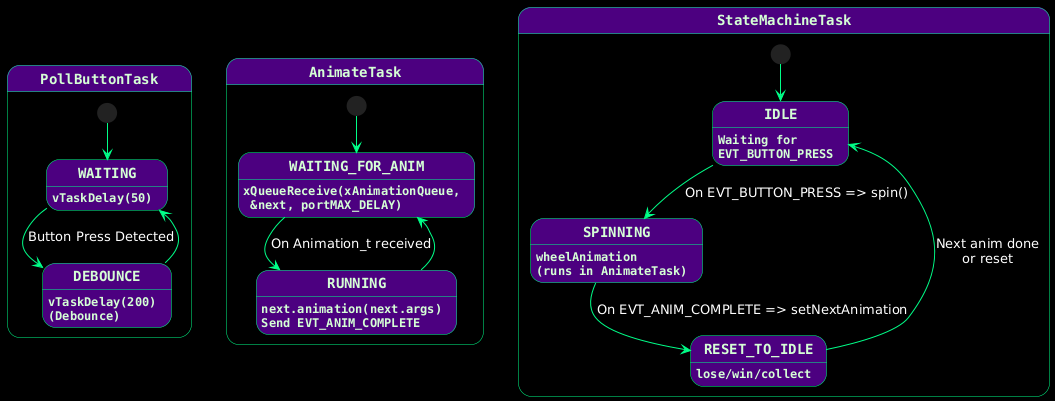 PollButtonTask
WAITING
vTaskDelay(50)
Button Press Detected
DEBOUNCE
vTaskDelay(200)
(Debounce)
AnimateTask
WAITING_FOR_ANIM
xQueueReceive(xAnimationQueue,
&next, portMAX_DELAY)
On Animation_t received
RUNNING
next.animation(next.args)
Send EVT_ANIM_COMPLETE
StateMachineTask
IDLE
Waiting for
EVT_BUTTON_PRESS
On EVT_BUTTON_PRESS => spin()
SPINNING
wheelAnimation
(runs in AnimateTask)
Next anim done
or reset
On EVT_ANIM_COMPLETE => setNextAnimation
RESET_TO_IDLE
lose/win/collect